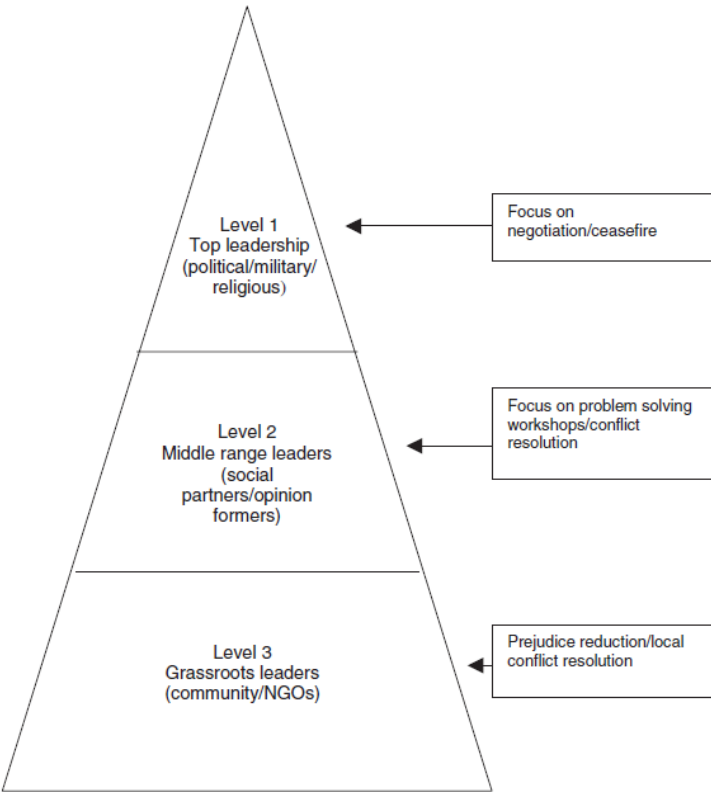 Level 1
Top leadership
(political/military/
religious)
Focus on
negotiation/ceasefire
Level 2
Middle range leaders
(social
partners/opinion
formers)
Focus on problem solving
workshops/conflict
resolution
Level 3
Grassroots leaders
(community/NGOs)
Prejudice reduction/local
conflict resolution